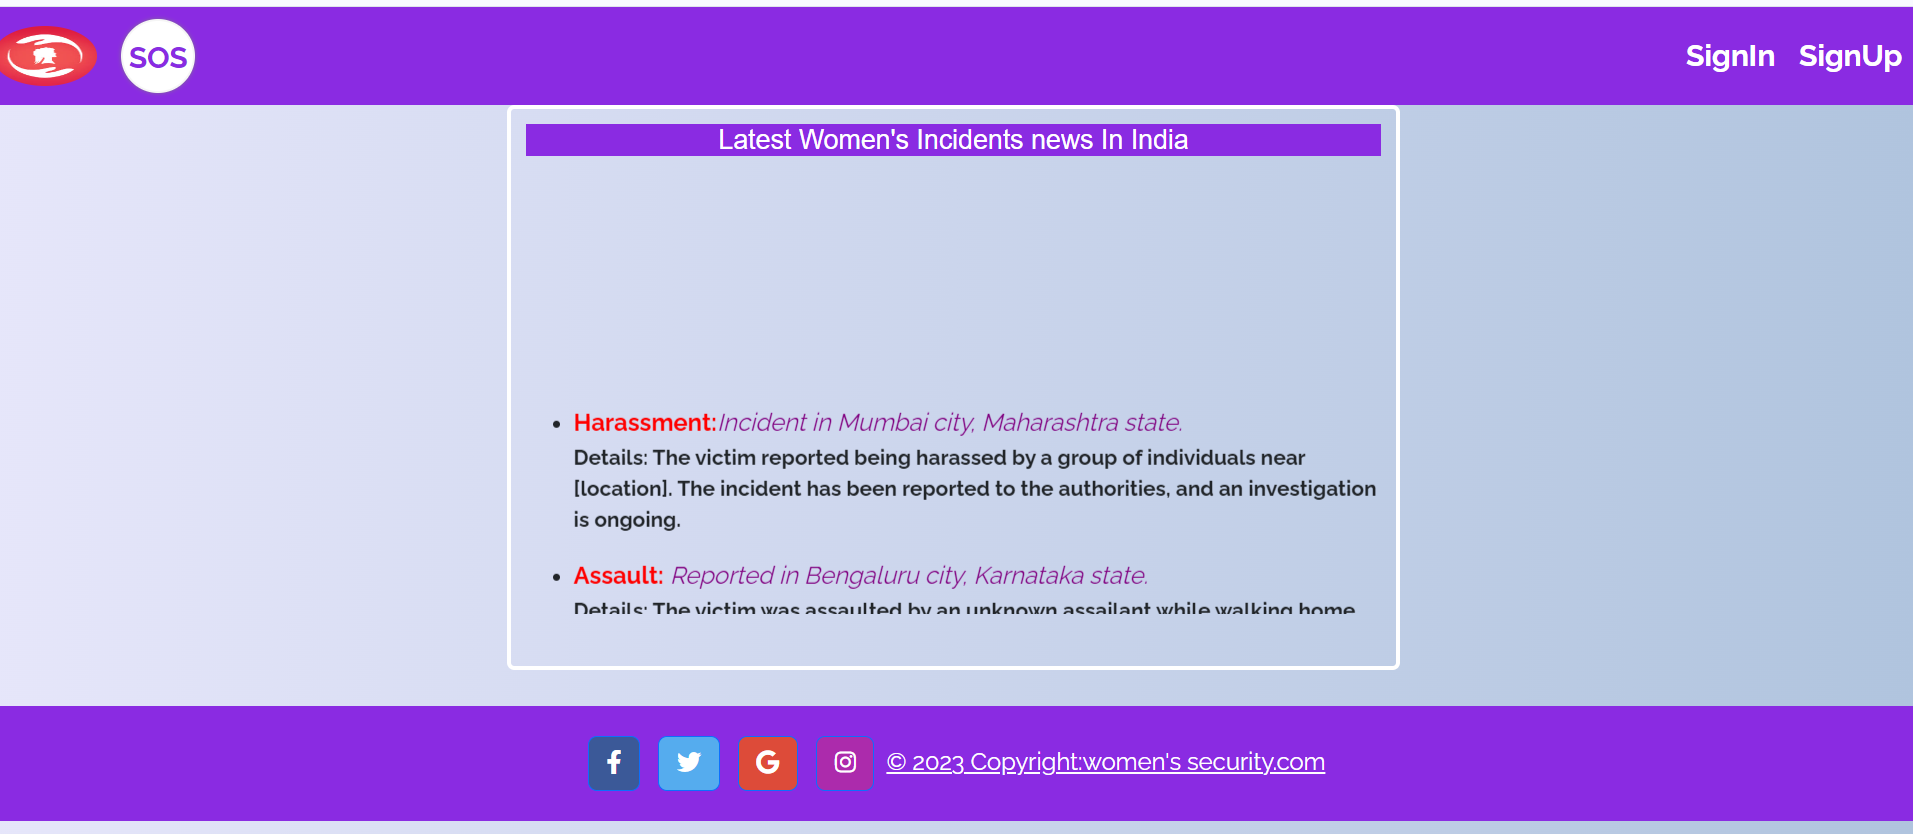 SOS
SignIn SignUp
Latest Women's Incidents news In India
Harassment:Incident in Mumbai city, Maharashtra state.
Details: The victim reported being harassed by a group of individuals near
[location]. The incident has been reported to the authorities, and an investigation
is ongoing.
Assault: Reported in Bengaluru city, Karnataka state.
Details: The victim was assaulted by an unknown assailant while walking home
© 2023 Copyright:women's security.com